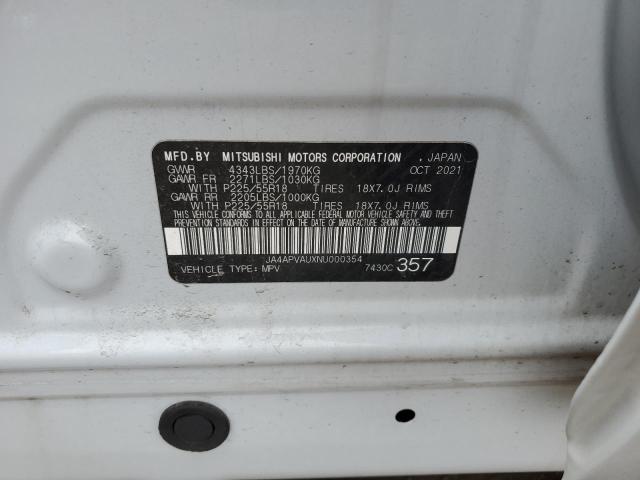 MFD.BY MITSUBISHI MOTORS CORPORATION . JAPAN
GVWR 4343LBS/1970KG OCT 2021
GAWR FR 2271LBS/1030KG
WITH P225/55R18 TIRES 18X7.0J RIMS
GAWR RR 2205LBS/1000KG
WITH P225/55R18 TIRES 18X7.0J RIMS
THIS VEHICLE CONFORMS TO ALL APPLICABLE FEDERAL MOTOR VEHICLE SAFETY AND THEFT
PREVENTION STANDARDS IN EFFECT ON THE DATE OF MANUFACTURE SHOWN ABOVE.
JA4APVAUXNU000354
VEHICLE TYPE: MPV 7430C 357